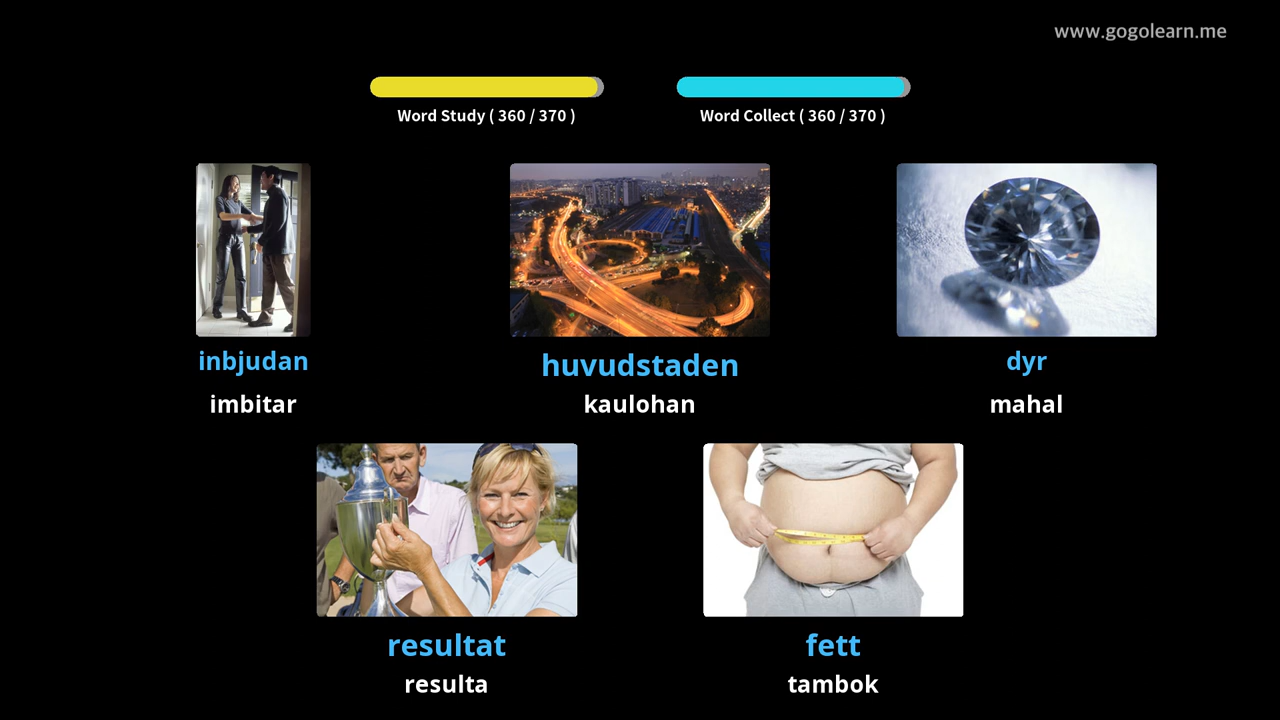 www.gogolearn.me
Word Study ( 360 / 370 )
Word Collect ( 360 / 370 )
inbjudan
imbitar
huvudstaden
kaulohan
dyr
mahal
resultat
resulta
fett
tambok